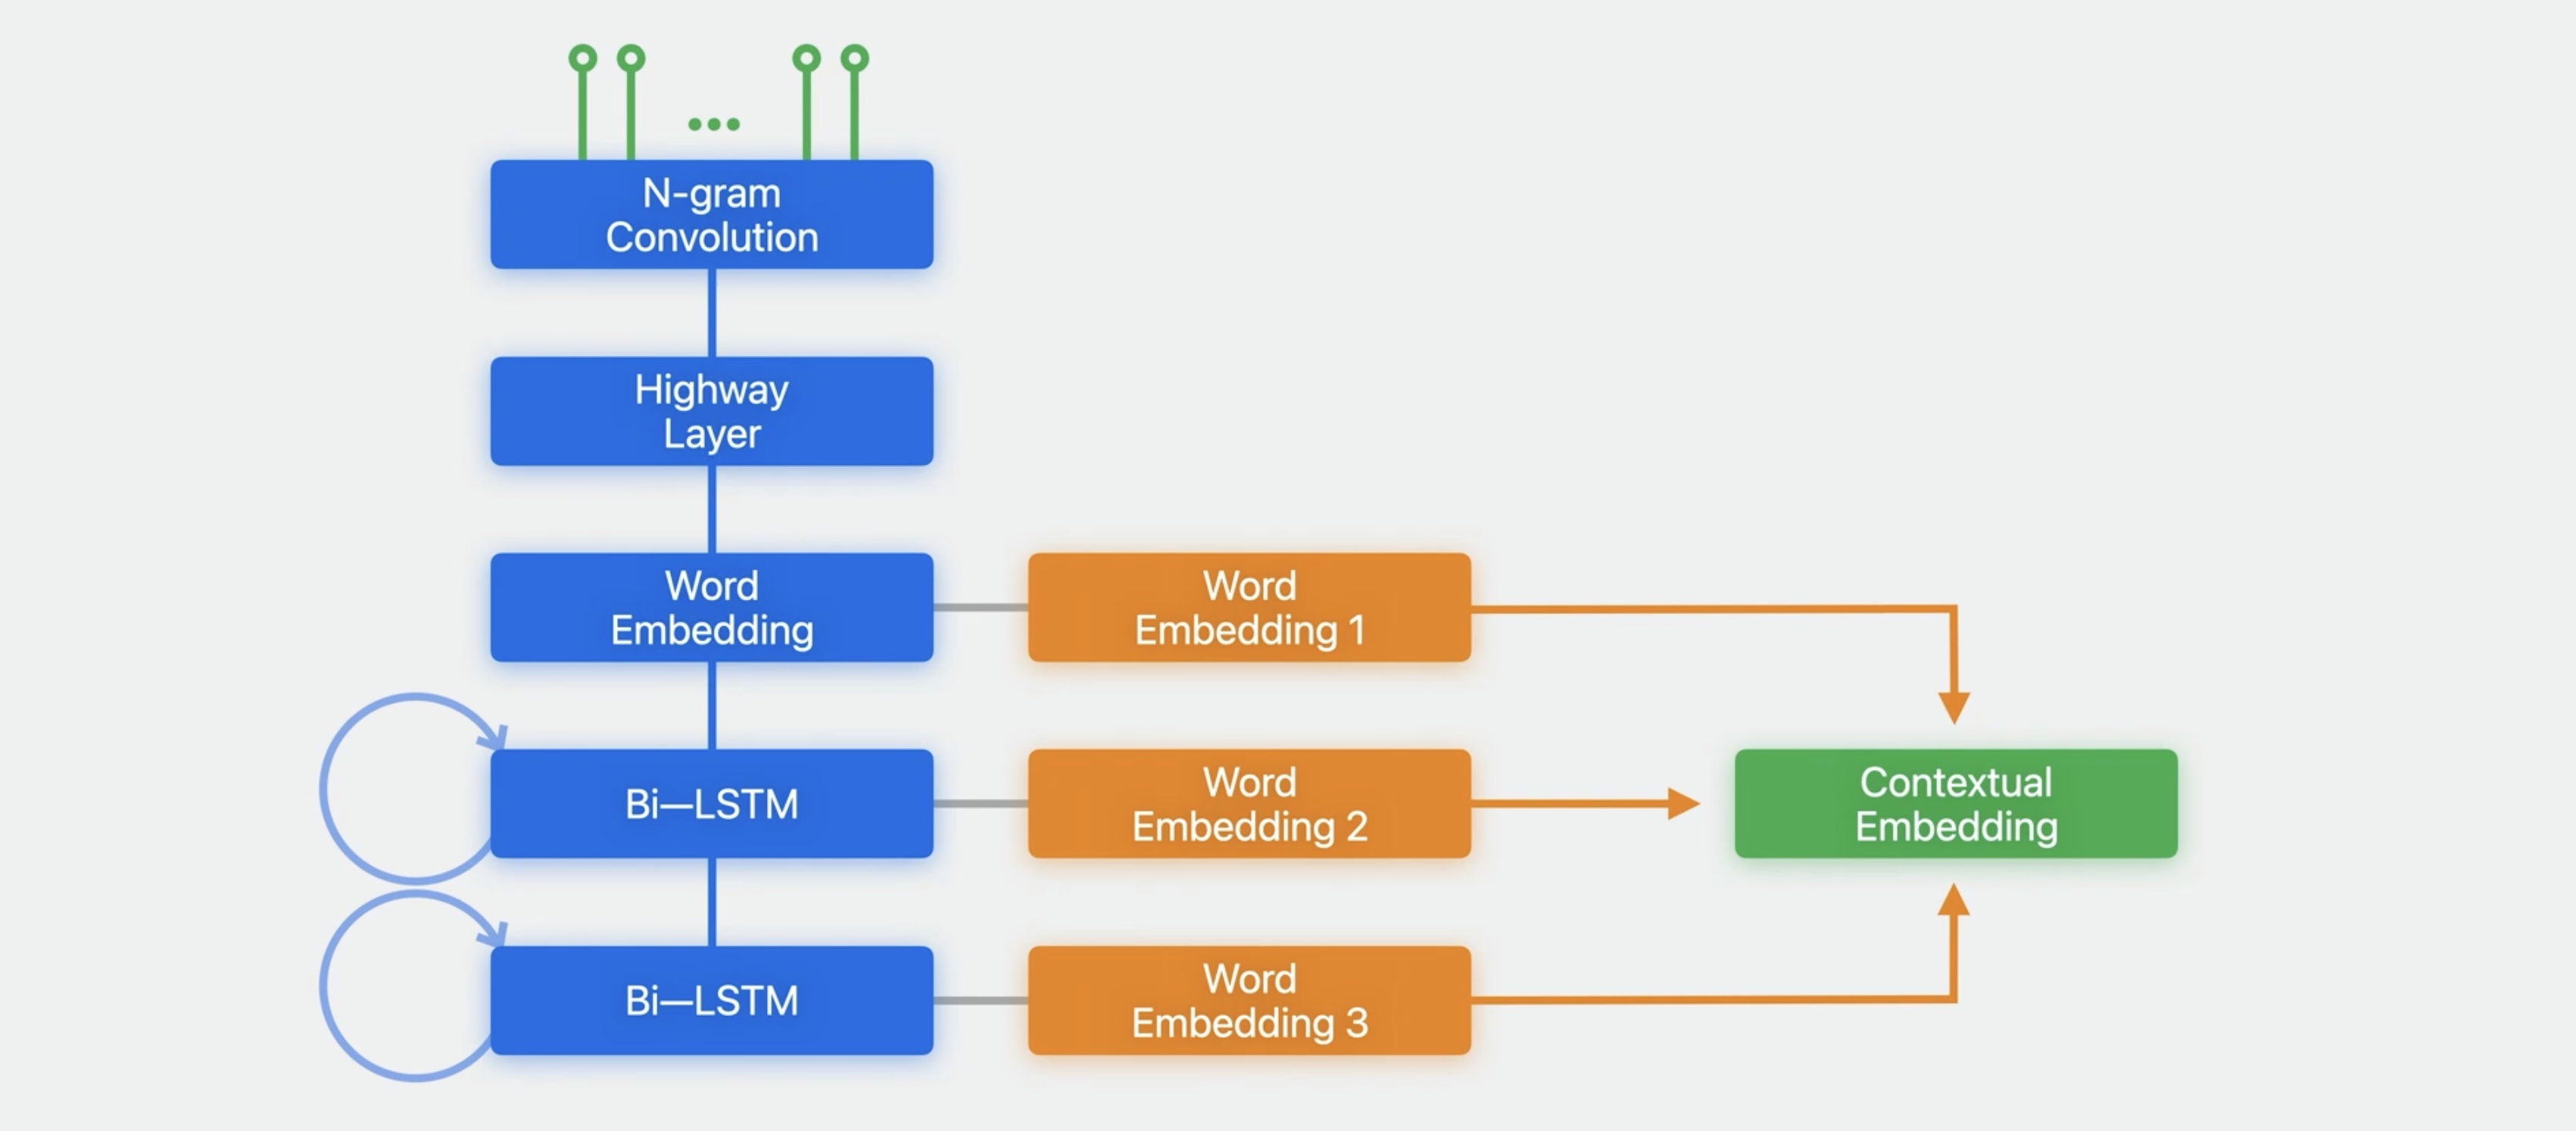 N-gram
Convolution
Highway
Layer
Word
Embedding
Word
Embedding 1
Bi—LSTM
Word
Embedding 2
Contextual
Embedding
Bi—LSTM
Word
Embedding 3